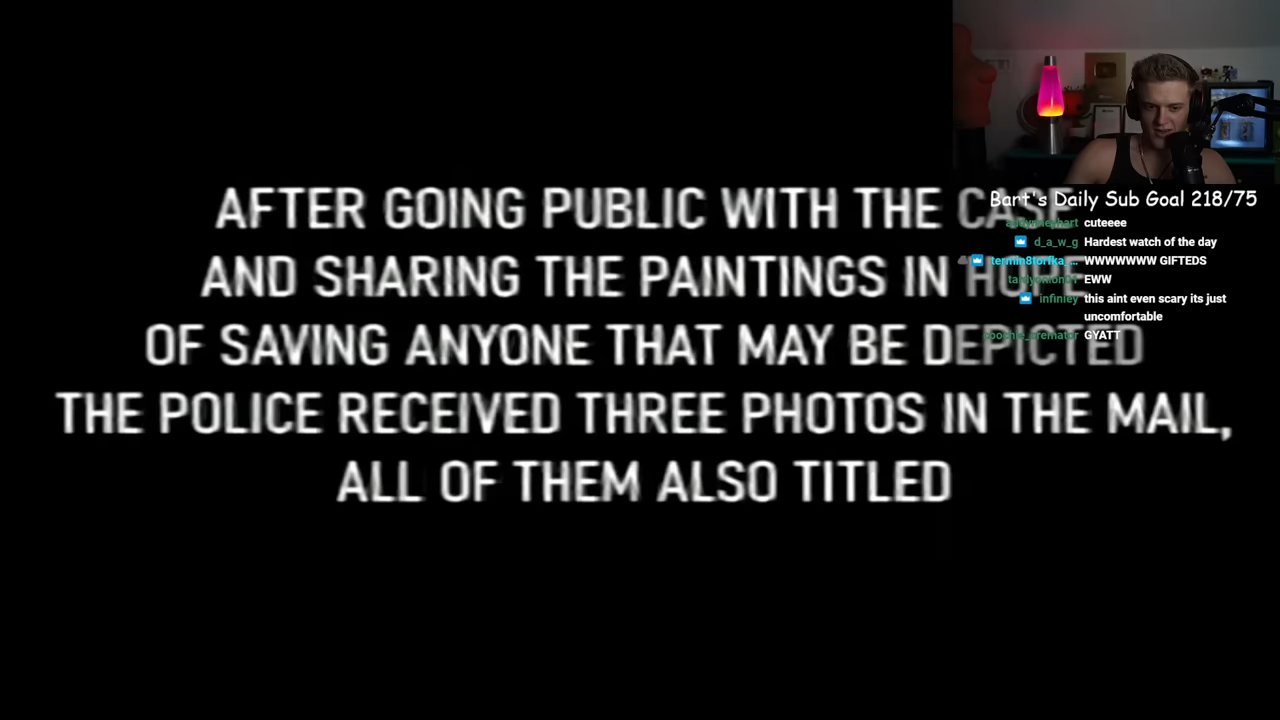 AFTER GOING PUBLIC WITH THE CASE
AND SHARING THE PAINTINGS IN HOPE
OF SAVING ANYONE THAT MAY BE DEPICTED
THE POLICE RECEIVED THREE PHOTOS IN THE MAIL,
ALL OF THEM ALSO TITLED
Bart's Daily Sub Goal 218/75
cuteeee
d_a_w_g Hardest watch of the day
WWWWWWW GIFTEDS
EWW
infinley this aint even scary its just
uncomfortable
GYATT